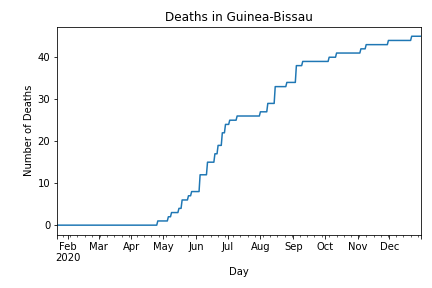 Deaths in Guinea-Bissau
Number of Deaths
40
30
20
10
0
Feb Mar Apr May Jun Jul Aug Sep Oct Nov Dec
2020
Day